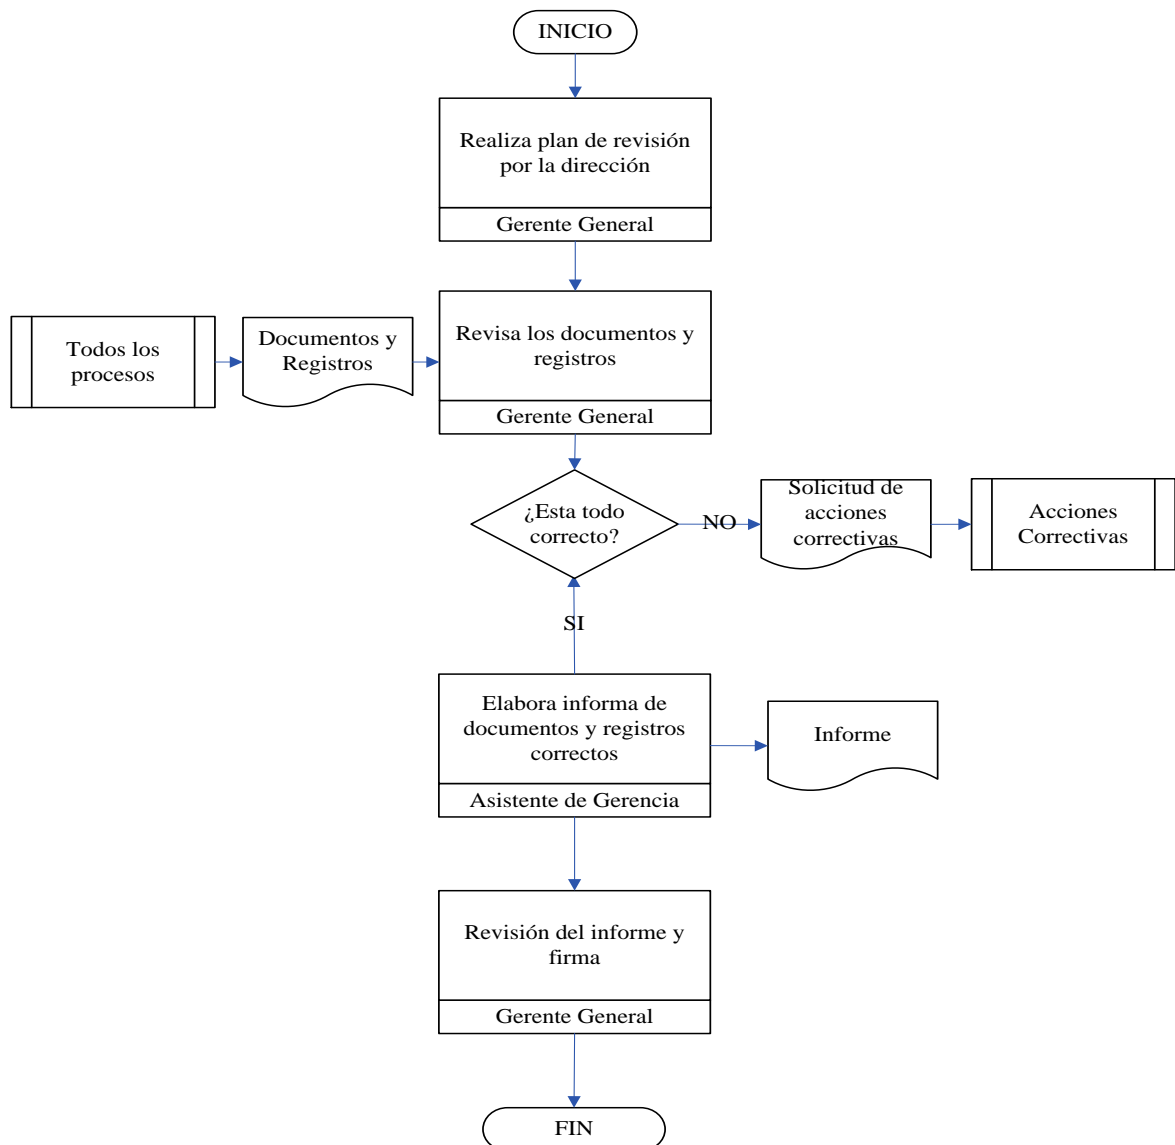 INICIO
Realiza plan de revisión
por la dirección
Gerente General
Todos los
procesos
Documentos y
Registros
Revisa los documentos y
registros
Gerente General
¿Esta todo
correcto?
NO
Solicitud de
acciones
correctivas
Acciones
Correctivas
SI
Elabora informa de
documentos y registros
correctos
Asistente de Gerencia
Informe
Revisión del informe y
firma
Gerente General
FIN